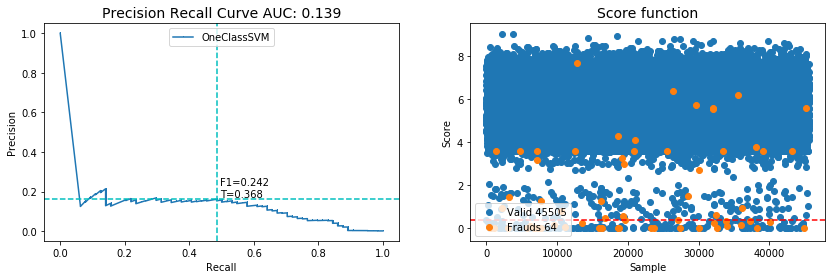 Precision Recall Curve AUC: 0.139
OneClassSVM
Precision
1.0
0.8
0.6
0.4
0.2
0.0
F1=0.242
T=0.368
0.0 0.2 0.4 0.6 0.8 1.0
Recall
Score function
Score
8
6
4
2
0
Valid 45505
Frauds 64
0 10000 20000 30000 40000
Sample